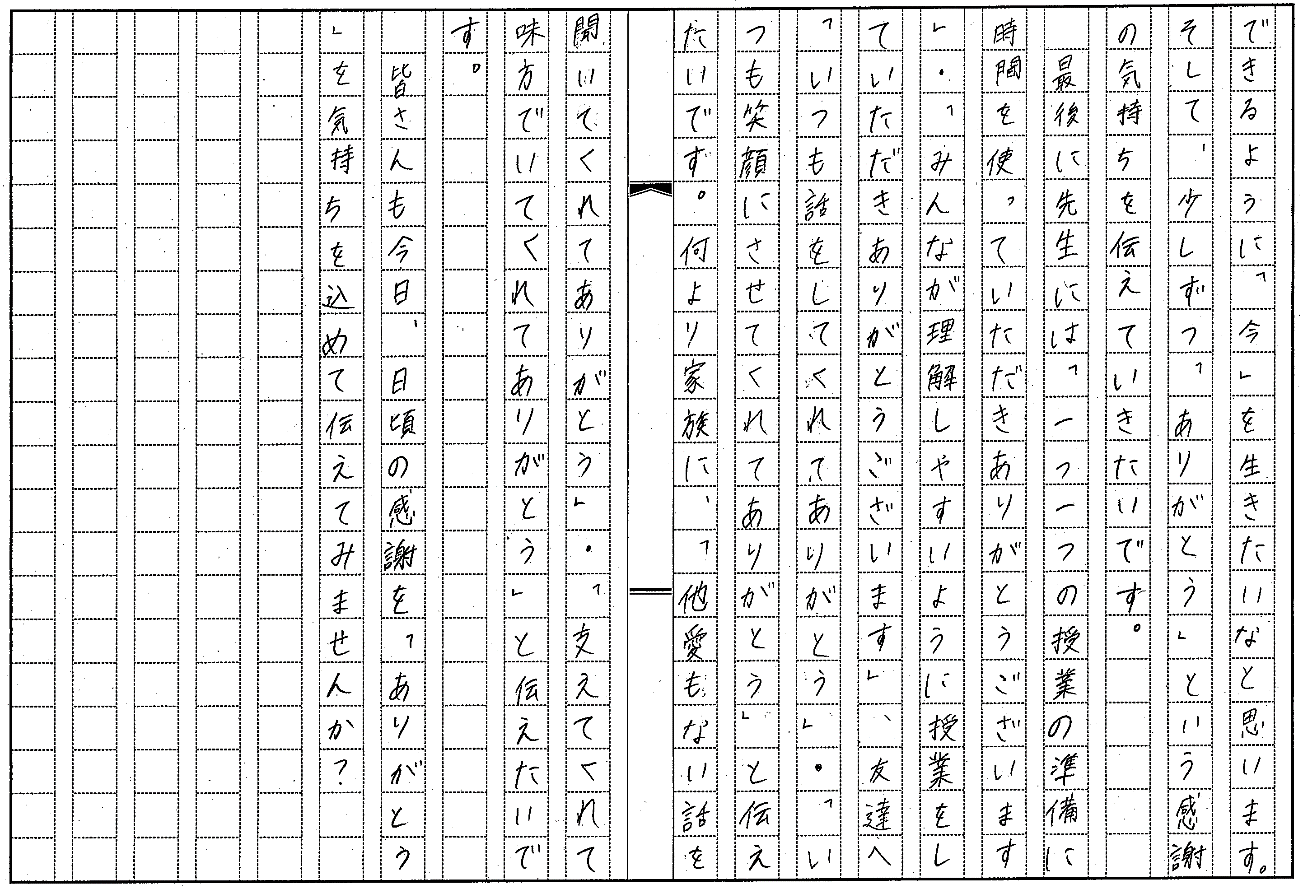 できるように「今」を生きたいなと思います。
そして、少しずつ「ありがとう」という感謝
の気持ちを伝えていきたいです。
最後に先生には「一つ一つの授業の準備に
時間を使っていただきありがとうございます
」・「みんなが理解しやすいように授業をし
ていただきありがとうございます」、友達へ
「いつも話をしてくれてありがとう」・「い
つも笑顔にさせてくれてありがとう」と伝え
たいです。何より家族に、「他愛もない話を
聞いてくれてありがとう」・「支えてくれて
味方でいてくれてありがとう」と伝えたいで
す。
皆さんも今日、日頃の感謝を「ありがとう
」を気持ちを込めて伝えてみませんか?